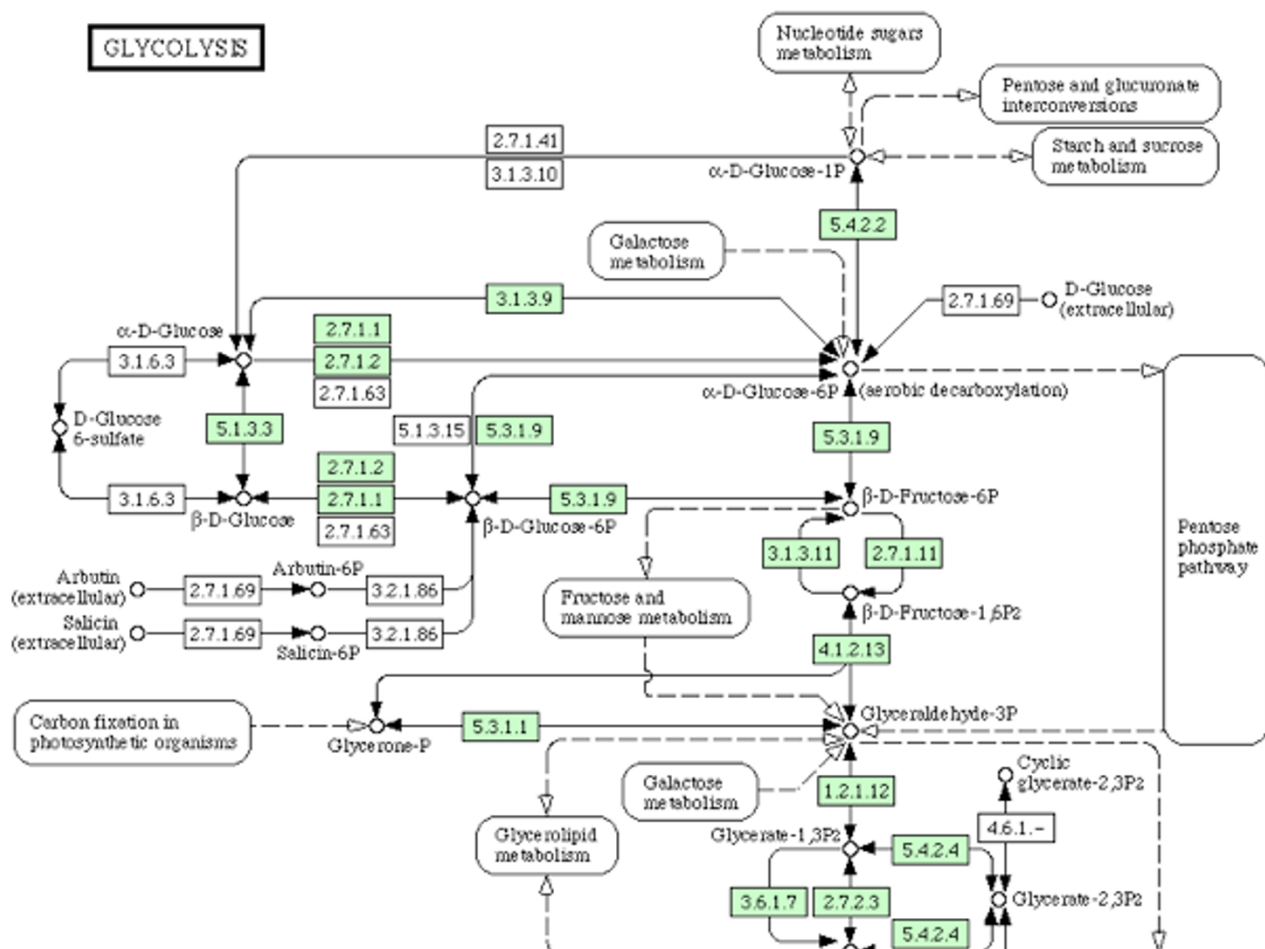 GLYCOLYSIS
Nucleotide sugars
metabolism
Pentose and glucuronate
interconversions
Starch and sucrose
metabolism
2.7.1.41
3.1.3.10
α-D-Glucose-1P
5.4.2.2
Galactose
metabolism
3.1.3.9
2.7.1.69
D-Glucose
(extracellular)
α-D-Glucose
2.7.1.1
3.1.6.3
2.7.1.2
2.7.1.63
α-D-Glucose-6P
(aerobic decarboxylation)
D-Glucose
6-sulfate
5.1.3.3
5.1.3.15
5.3.1.9
5.3.1.9
2.7.1.2
3.1.6.3
2.7.1.1
5.3.1.9
β-D-Fructose-6P
β-D-Glucose
2.7.1.63
β-D-Glucose-6P
Pentose
phosphate
pathway
3.1.3.11
2.7.1.11
Arbutin
(extracellular)
2.7.1.69
Arbutin-6P
3.2.1.86
Fructose and
mannose metabolism
β-D-Fructose-1,6P2
Salicin
(extracellular)
2.7.1.69
Salicin-6P
3.2.1.86
4.1.2.13
Carbon fixation in
photosynthetic organisms
Glycerone-P
5.3.1.1
Glyceraldehyde-3P
Galactose
metabolism
1.2.1.12
Cyclic
glycerate-2,3P2
Glycerolipid
metabolism
Glycerate-1,3P2
5.4.2.4
4.6.1.-
3.6.1.7
2.7.2.3
Glycerate-2,3P2
5.4.2.4